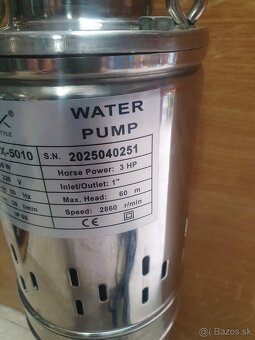 WATER
PUMP
X-5010
S.N. 2025040251
Horse Power: 3 HP
Inlet/Outlet: 1"
Max. Head: 60 m
Speed: 2860 r/min
CE
© Bazos.sk